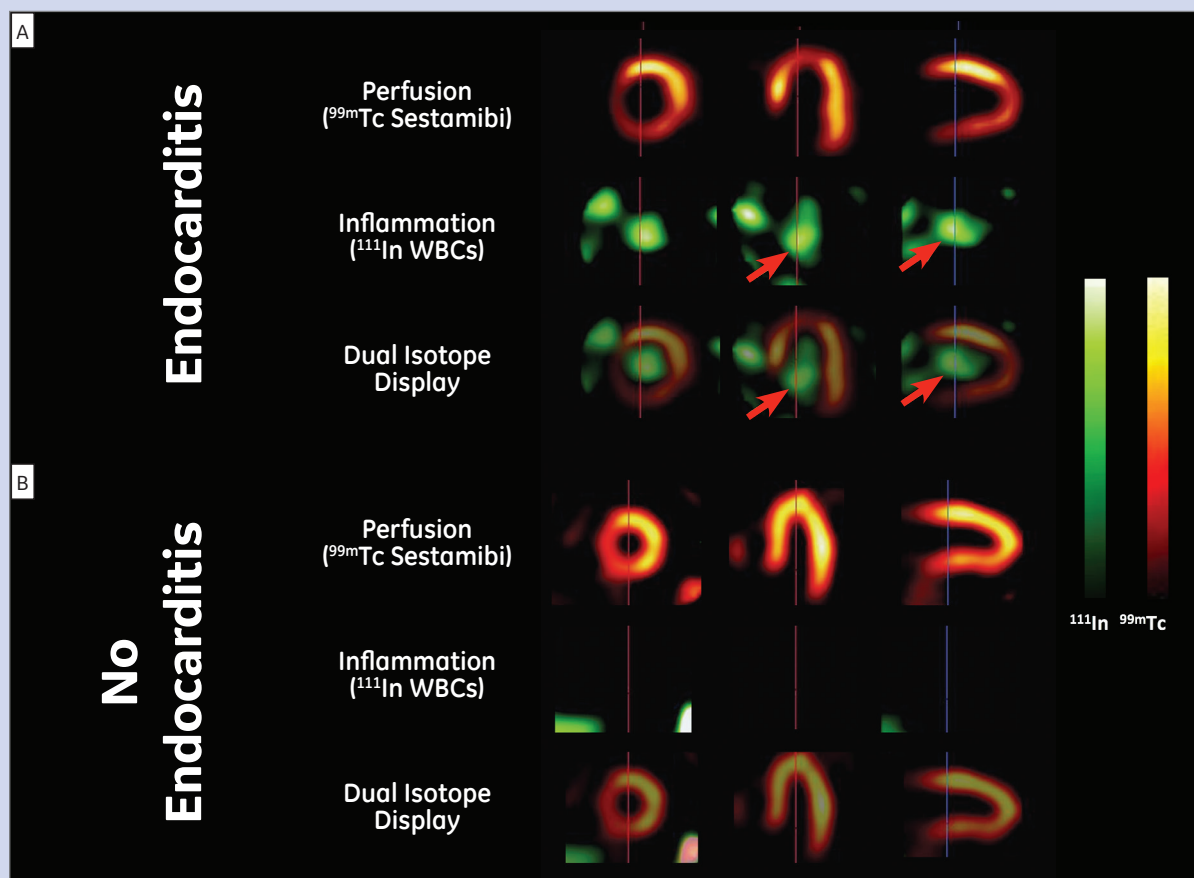 A
Endocarditis
Perfusion
(⁹⁹ᵐTc Sestamibi)
Inflammation
(¹¹¹In WBCs)
Dual Isotope
Display
B
No
Endocarditis
Perfusion
(⁹⁹ᵐTc Sestamibi)
Inflammation
(¹¹¹In WBCs)
Dual Isotope
Display
¹¹¹In ⁹⁹ᵐTc